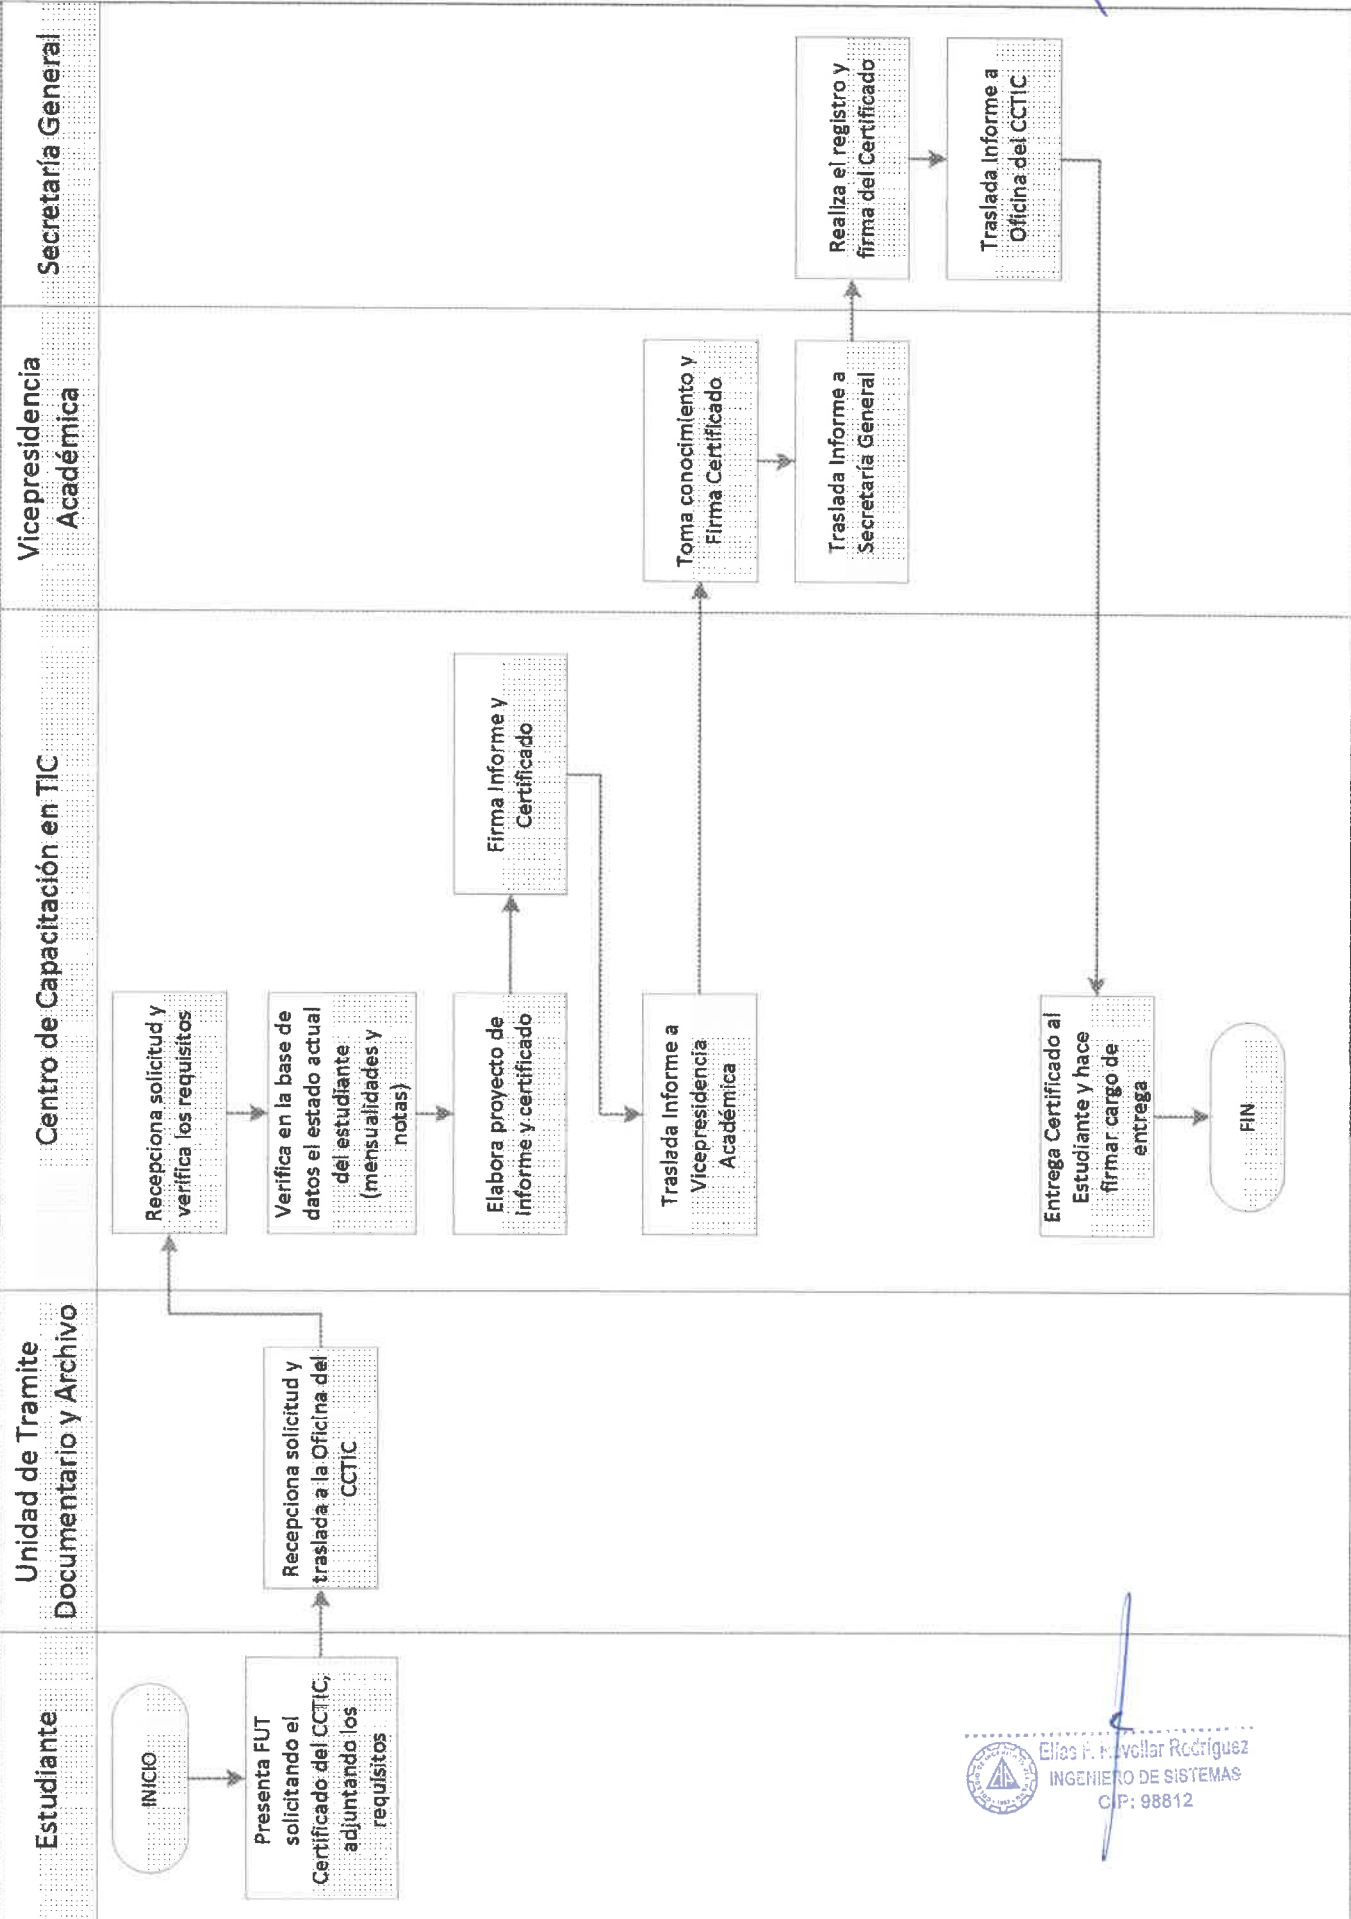 Estudiante
Unidad de Tramite
Documentario y Archivo
Centro de Capacitación en TIC
Vicepresidencia
Académica
Secretaría General
INICIO
Presenta FUT
solicitando el
Certificado del CCTIC,
adjuntando los
requisitos
Recepciona solicitud y
traslada a la Oficina del
CCTIC
Recepciona solicitud y
verifica los requisitos
Verifica en la base de
datos el estado actual
del estudiante
(mensualidades y
notas)
Elabora proyecto de
informe y certificado
Firma Informe y
Certificado
Traslada Informe a
Vicepresidencia
Académica
Toma conocimiento y
Firma Certificado
Traslada Informe a
Secretaría General
Realiza el registro y
firma del Certificado
Traslada Informe a
Oficina del CCTIC
Entrega Certificado al
Estudiante y hace
firmar cargo de
entrega
FIN
Elías F. Rodríguez
INGENIERO DE SISTEMAS
CIP: 98812